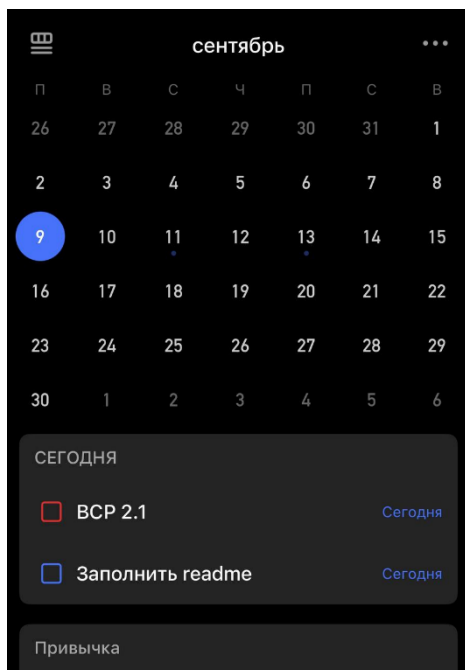 сентябрь
П В С Ч П С В
26 27 28 29 30 31 1
2 3 4 5 6 7 8
9 10 11 12 13 14 15
16 17 18 19 20 21 22
23 24 25 26 27 28 29
30 1 2 3 4 5 6
СЕГОДНЯ
ВСР 2.1 Сегодня
Заполнить readme Сегодня
Привычка